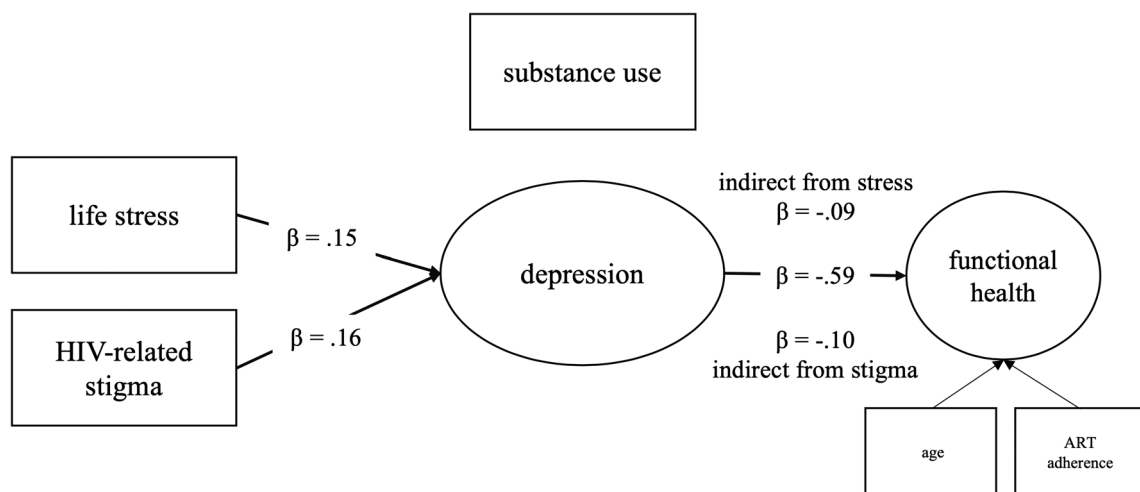 substance use
life stress
β = .15
HIV-related
stigma
β = .16
depression
indirect from stress
β = -.09
β = -.59
β = -.10
indirect from stigma
functional
health
age
ART
adherence